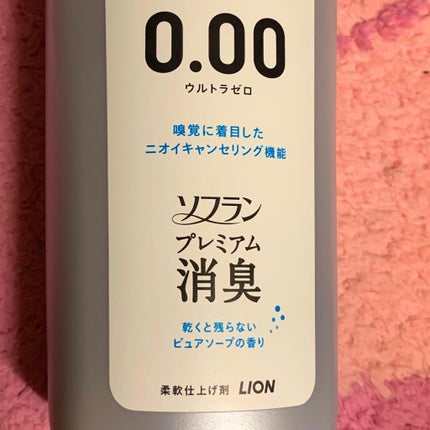 0.00
ウルトラゼロ
嗅覚に着目した
ニオイキャンセリング機能
ソフラン
プレミアム
消臭
乾くと残らない
ピュアソープの香り
柔軟仕上げ剤 LION